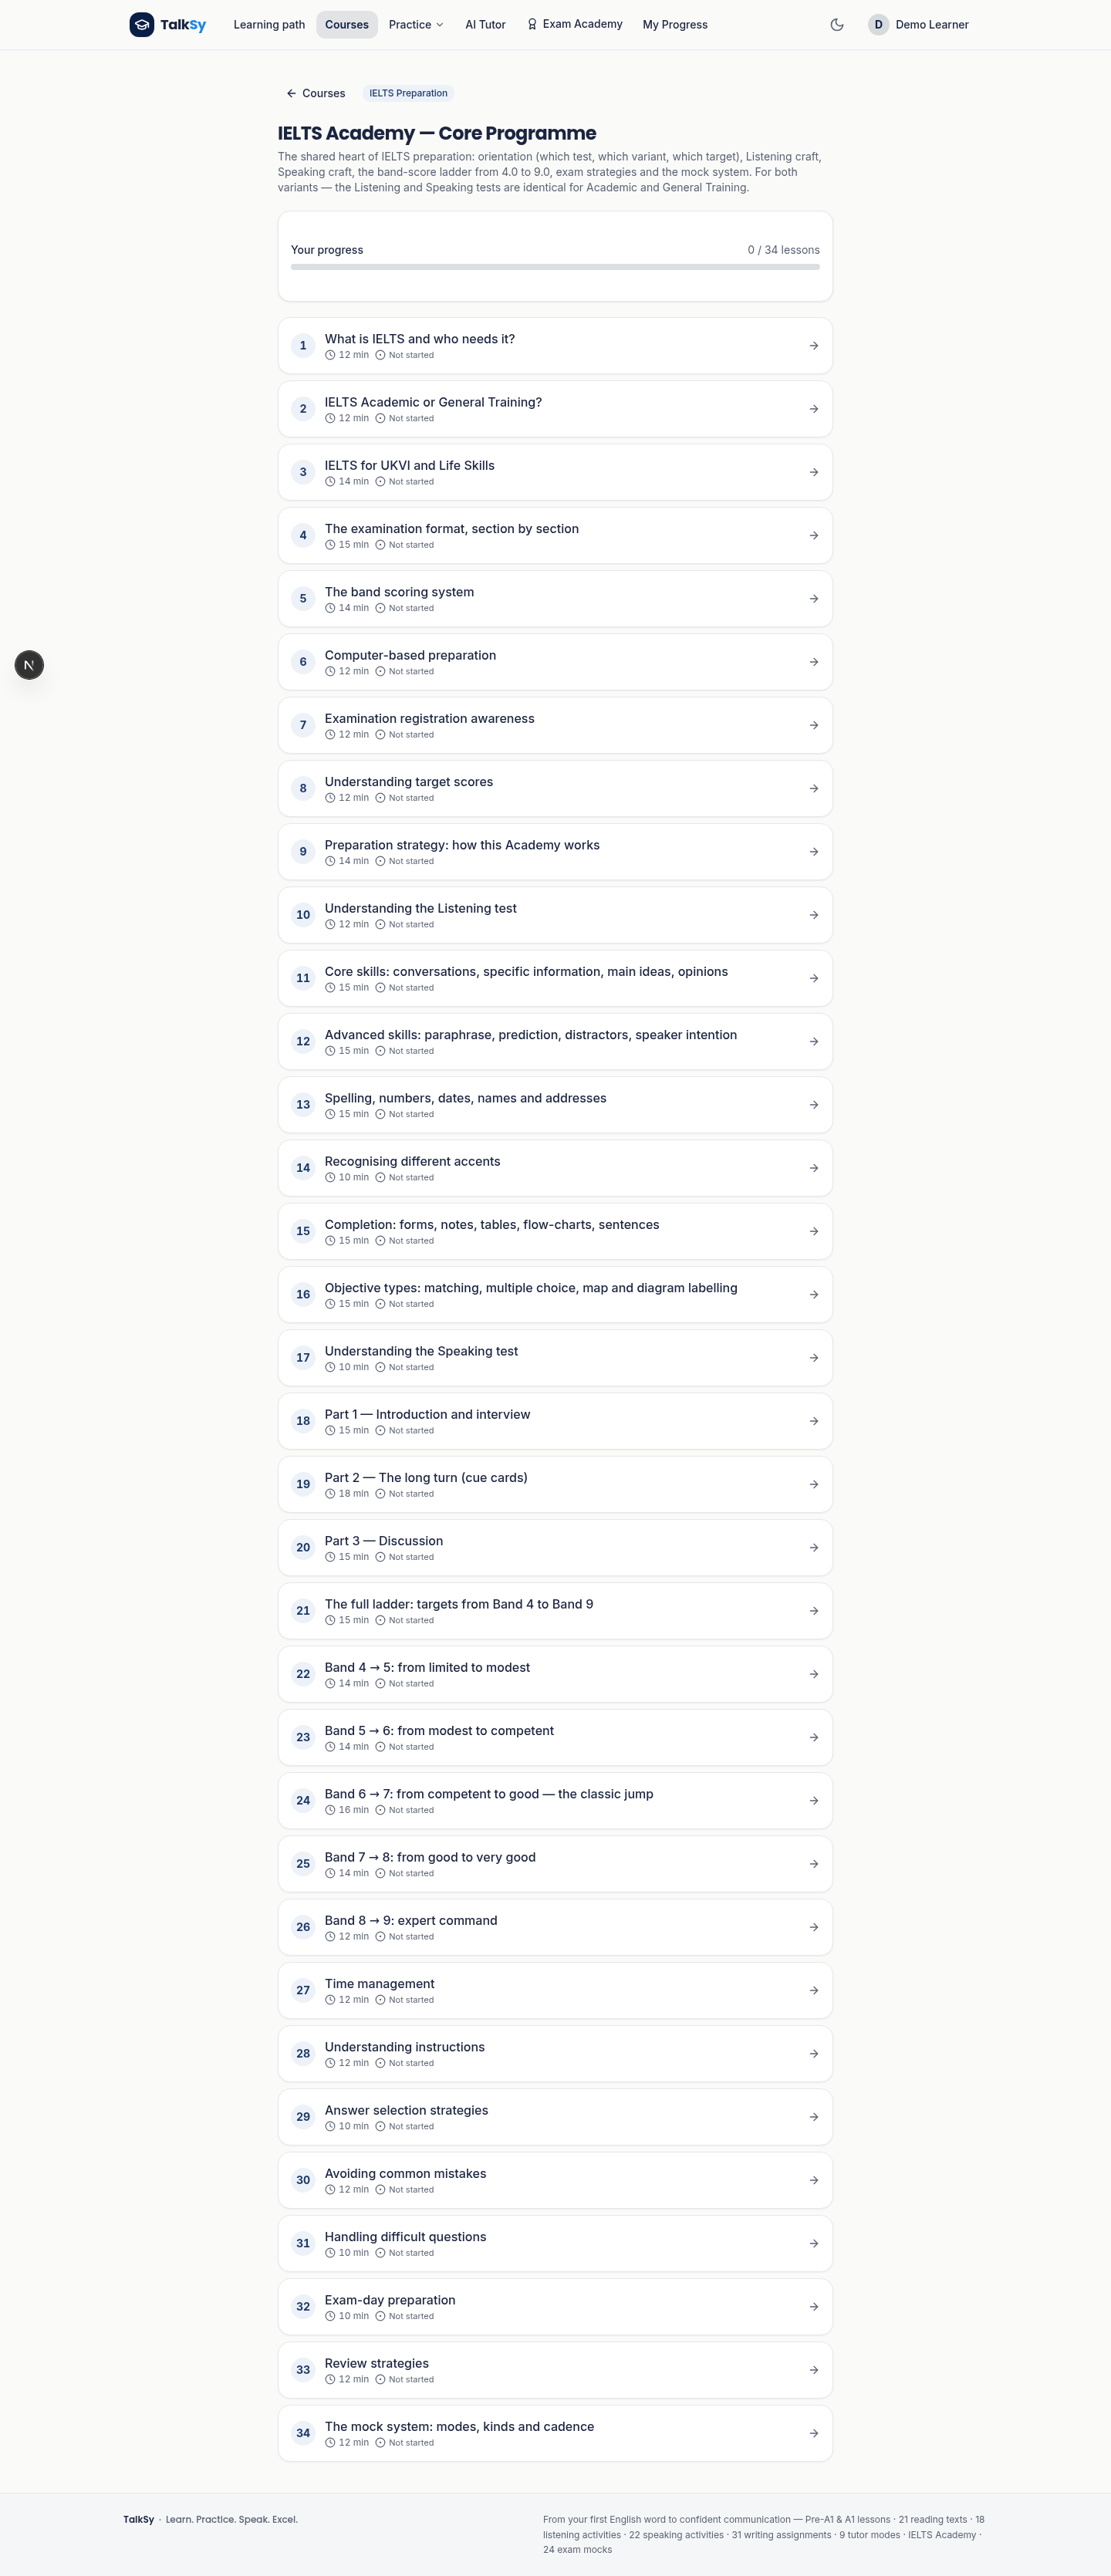 TalkSy Learning path Courses Practice AI Tutor Exam Academy My Progress D Demo Learner
Courses IELTS Preparation
IELTS Academy — Core Programme
The shared heart of IELTS preparation: orientation (which test, which variant, which target), Listening craft,
Speaking craft, the band-score ladder from 4.0 to 9.0, exam strategies and the mock system. For both
variants — the Listening and Speaking tests are identical for Academic and General Training.
Your progress 0 / 34 lessons
1 What is IELTS and who needs it?
12 min Not started
2 IELTS Academic or General Training?
12 min Not started
3 IELTS for UKVI and Life Skills
14 min Not started
4 The examination format, section by section
15 min Not started
5 The band scoring system
14 min Not started
6 Computer-based preparation
12 min Not started
N
7 Examination registration awareness
12 min Not started
8 Understanding target scores
12 min Not started
9 Preparation strategy: how this Academy works
14 min Not started
10 Understanding the Listening test
12 min Not started
11 Core skills: conversations, specific information, main ideas, opinions
15 min Not started
12 Advanced skills: paraphrase, prediction, distractors, speaker intention
15 min Not started
13 Spelling, numbers, dates, names and addresses
15 min Not started
14 Recognising different accents
10 min Not started
15 Completion: forms, notes, tables, flow-charts, sentences
15 min Not started
16 Objective types: matching, multiple choice, map and diagram labelling
15 min Not started
17 Understanding the Speaking test
10 min Not started
18 Part 1 — Introduction and interview
15 min Not started
19 Part 2 — The long turn (cue cards)
18 min Not started
20 Part 3 — Discussion
15 min Not started
21 The full ladder: targets from Band 4 to Band 9
15 min Not started
22 Band 4 → 5: from limited to modest
14 min Not started
23 Band 5 → 6: from modest to competent
14 min Not started
24 Band 6 → 7: from competent to good — the classic jump
16 min Not started
25 Band 7 → 8: from good to very good
14 min Not started
26 Band 8 → 9: expert command
12 min Not started
27 Time management
12 min Not started
28 Understanding instructions
12 min Not started
29 Answer selection strategies
10 min Not started
30 Avoiding common mistakes
12 min Not started
31 Handling difficult questions
10 min Not started
32 Exam-day preparation
10 min Not started
33 Review strategies
12 min Not started
34 The mock system: modes, kinds and cadence
12 min Not started
TalkSy · Learn. Practice. Speak. Excel.
From your first English word to confident communication — Pre-A1 & A1 lessons · 21 reading texts · 18
listening activities · 22 speaking activities · 31 writing assignments · 9 tutor modes · IELTS Academy ·
24 exam mocks